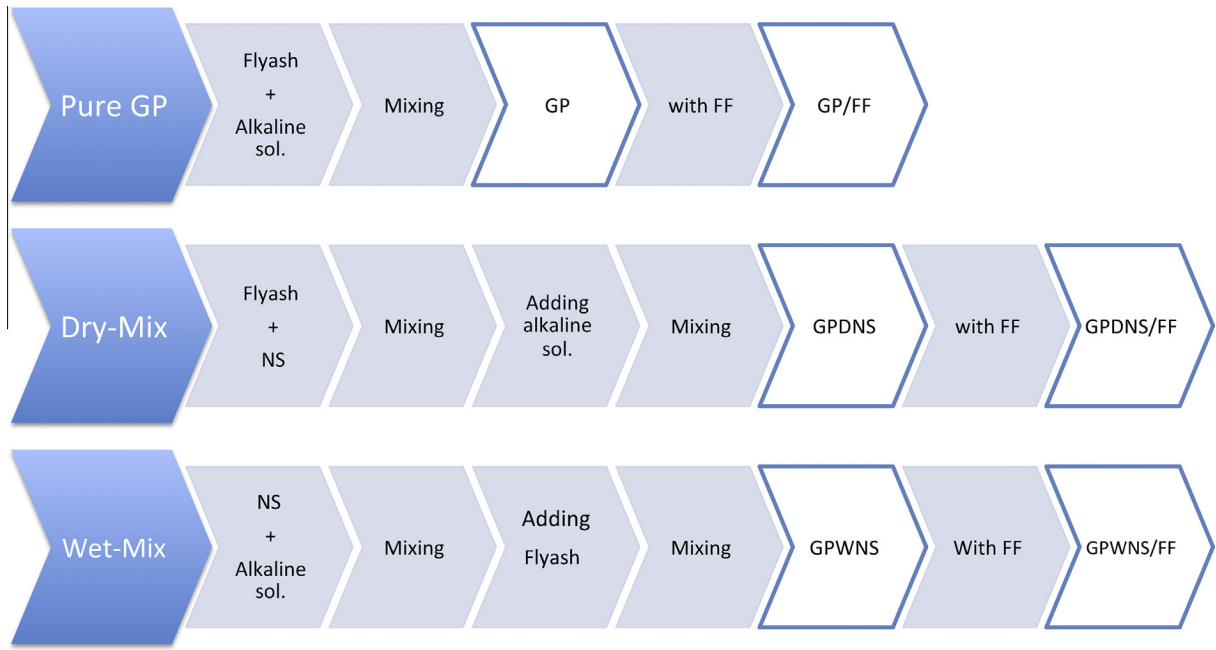 Pure GP
Flyash
+
Alkaline
sol.
Mixing
GP
with FF
GP/FF
Dry-Mix
Flyash
+
NS
Mixing
Adding
alkaline
sol.
Mixing
GPDNS
with FF
GPDNS/FF
Wet-Mix
NS
+
Alkaline
sol.
Mixing
Adding
Flyash
Mixing
GPWNS
With FF
GPWNS/FF